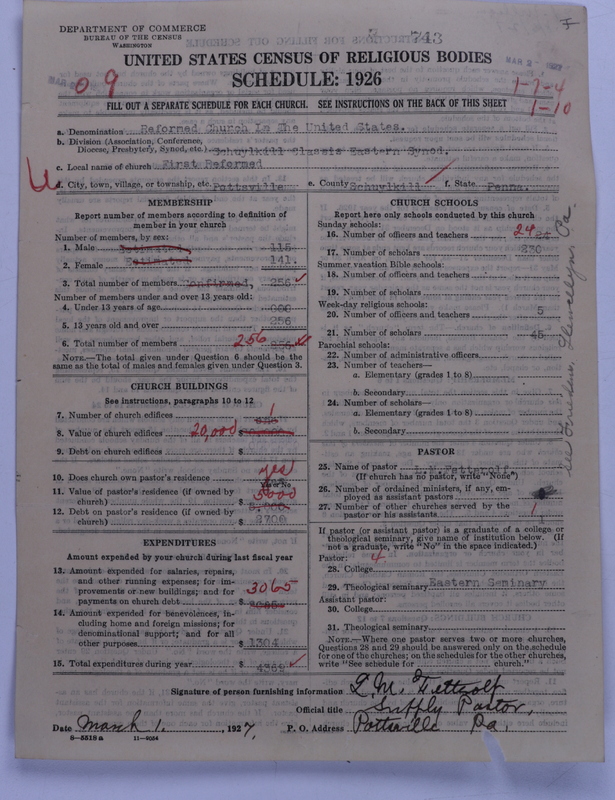 743
DEPARTMENT OF COMMERCE
BUREAU OF THE CENSUS
WASHINGTON
UNITED STATES CENSUS OF RELIGIOUS BODIES
SCHEDULE: 1926
09
1-7-4
1-10
FILL OUT A SEPARATE SCHEDULE FOR EACH CHURCH. SEE INSTRUCTIONS ON THE BACK OF THIS SHEET
a. Denomination Reformed Church In The United States.
b. Division (Association, Conference,
Diocese, Presbytery, Synod, etc.) Schuylkill Classis Eastern Synod.
c. Local name of church First Reformed
d. City, town, village, or township, etc. Pottsville e. County Schuylkill f. State Penna.
MEMBERSHIP
Report number of members according to definition of
member in your church
Number of members, by sex:
1. Male Estimated 115
2. Female Estimated 141.
3. Total number of members Confirmed, 256
Number of members under and over 13 years old:
4. Under 13 years of age 000
5. 13 years old and over 256
6. Total number of members 256 256
NOTE.—The total given under Question 6 should be the
same as the total of males and females given under Question 3.
CHURCH BUILDINGS
See instructions, paragraphs 10 to 12
7. Number of church edifices 1
8. Value of church edifices 20,000 $
9. Debt on church edifices $
10. Does church own pastor's residence yes
Yes or No
11. Value of pastor's residence (if owned by
church) 5000 $
12. Debt on pastor's residence (if owned by
church) $ 3700
EXPENDITURES
Amount expended by your church during last fiscal year
13. Amount expended for salaries, repairs,
and other running expenses; for im-
provements or new buildings; and for
payments on church debt 3065 $
14. Amount expended for benevolences, in-
cluding home and foreign missions; for
denominational support; and for all
other purposes $ 1304
15. Total expenditures during year $ 4369
CHURCH SCHOOLS
Report here only schools conducted by this church
Sunday schools:
16. Number of officers and teachers 24
17. Number of scholars 230
Summer vacation Bible schools:
18. Number of officers and teachers
19. Number of scholars
Week-day religious schools:
20. Number of officers and teachers 5
21. Number of scholars 45
Parochial schools:
22. Number of administrative officers
23. Number of teachers—
a. Elementary (grades 1 to 8)
b. Secondary
24. Number of scholars—
a. Elementary (grades 1 to 8)
b. Secondary
PASTOR
25. Name of pastor L.M.Fetterolf
(If church has no pastor, write "None")
26. Number of ordained ministers, if any, em-
ployed as assistant pastors
27. Number of other churches served by the
pastor or his assistants 1
If pastor (or assistant pastor) is a graduate of a college or
theological seminary, give name of institution below. (If
not a graduate, write "No" in the space indicated.)
Pastor: 4
28. College
29. Theological seminary Eastern Seminary
Assistant pastor:
30. College
31. Theological seminary
NOTE.—Where one pastor serves two or more churches,
Questions 28 and 29 should be answered only on the schedule
for one of the churches; on the schedules for the other churches,
write "See schedule for church."
Signature of person furnishing information L. M. Fetterolf
Official title Supply Pastor,
Date March 1. , 1927. P. O. Address Pottsville Pa.
8-5518 a 11-9034